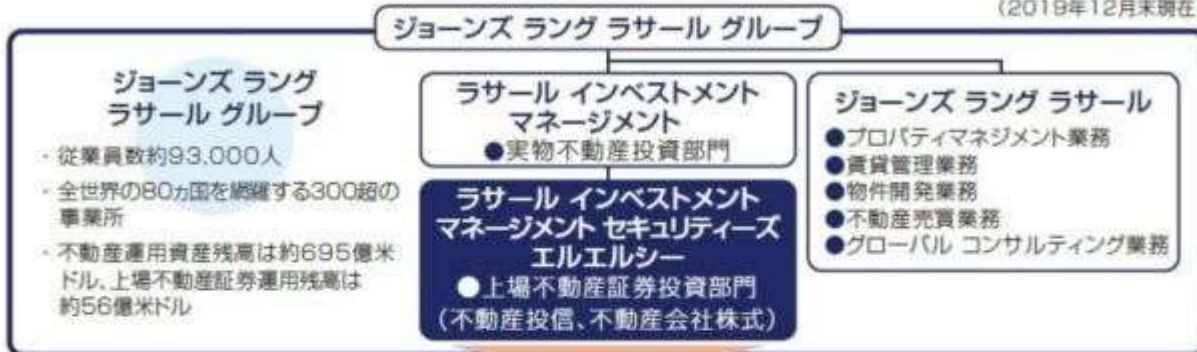 (2019年12月末現在
ジョーンズ ラング ラサール グループ
ジョーンズ ラング
ラサール グループ
・従業員数約93,000人
・全世界の80カ国を網羅する300超の
事業所
・不動産運用資産残高は約695億米
ドル、上場不動産証券運用残高は
約56億米ドル
ラサール インベストメント
マネージメント
●実物不動産投資部門
ラサール インベストメント
マネージメント セキュリティーズ
エルエルシー
●上場不動産証券投資部門
(不動産投信、不動産会社株式)
ジョーンズ ラング ラサール
●プロパティマネジメント業務
●賃貸管理業務
●物件開発業務
●不動産売買業務
●グローバル コンサルティング業務